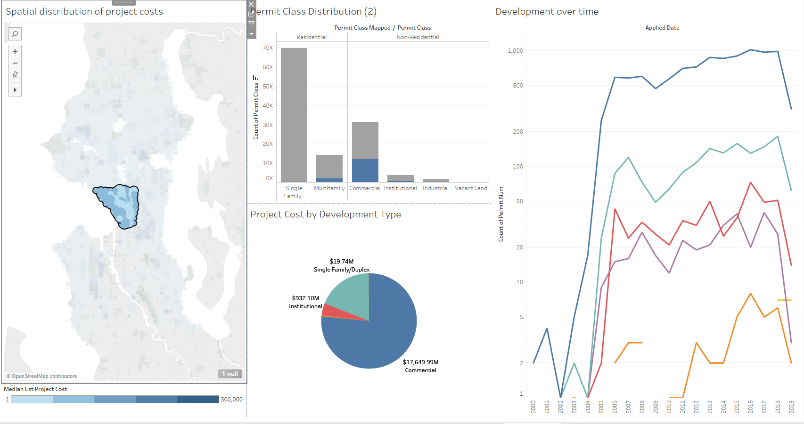 Spatial distribution of project costs
© OpenStreetMap contributors
1 null
Median Est Project Cost
1
300,000
Permit Class Distribution (2)
Permit Class Mapped / Permit Class
Residential
Non-Residential
Count of Permit Class
70K
60K
50K
40K
30K
20K
10K
0K
Single Family
Multifamily
Commercial
Institutional
Industrial
Vacant Land
Project Cost by Development Type
$19.74M
Single Family/Duplex
$932.10M
Institutional
$17,649.99M
Commercial
Development over time
Applied Date
Count of Permit Num
1,000
500
200
100
50
20
10
5
2
1
2000
2001
2002
2003
2004
2005
2006
2007
2008
2009
2010
2011
2012
2013
2014
2015
2016
2017
2018
2019